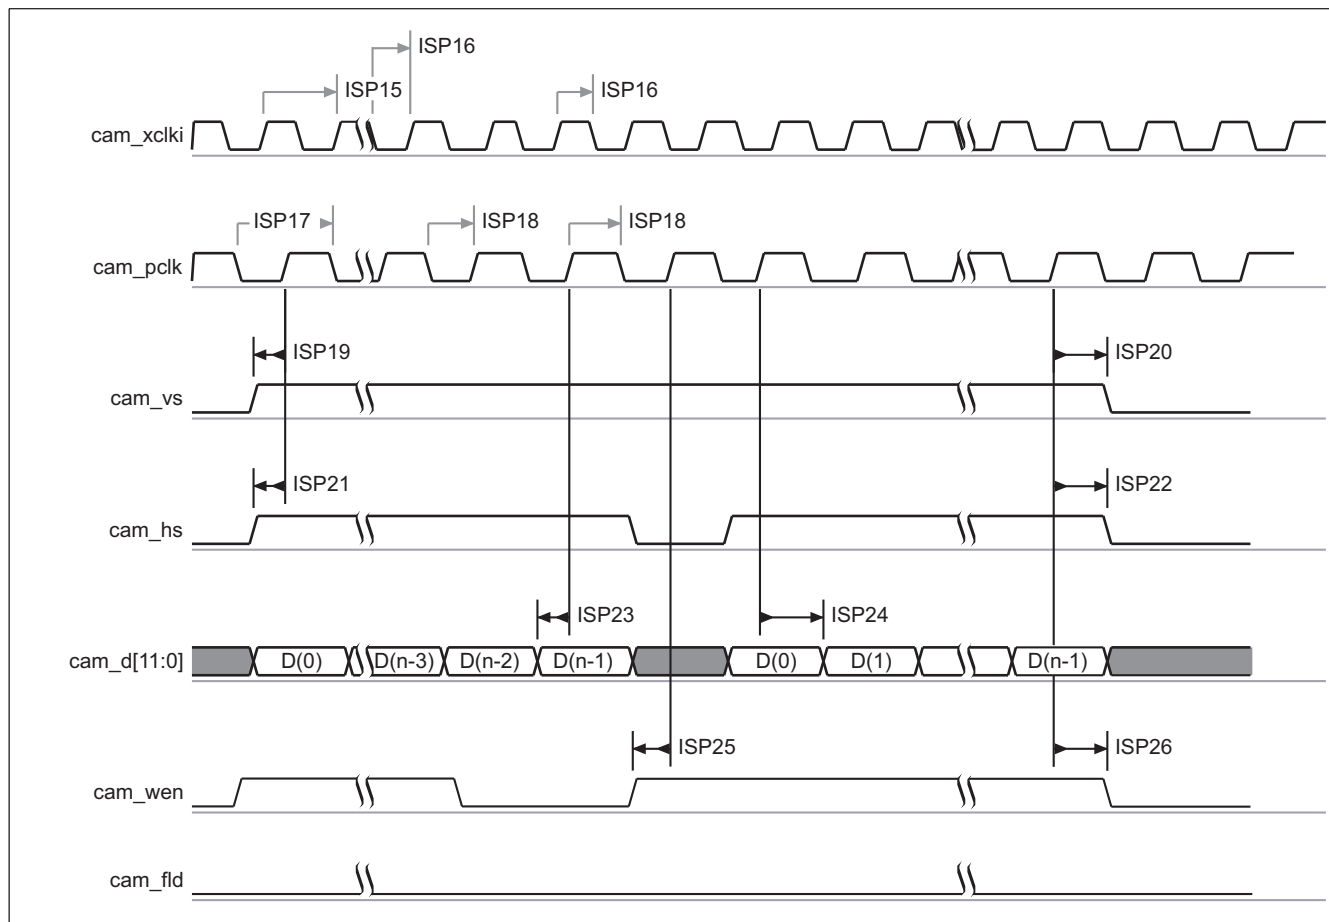 ISP16
ISP15
ISP16
cam_xclki
ISP17
ISP18
ISP18
cam_pclk
ISP19
ISP20
cam_vs
ISP21
ISP22
cam_hs
ISP23
ISP24
cam_d[11:0]
D(0)
D(n-3)
D(n-2)
D(n-1)
D(0)
D(1)
D(n-1)
ISP25
ISP26
cam_wen
cam_fld